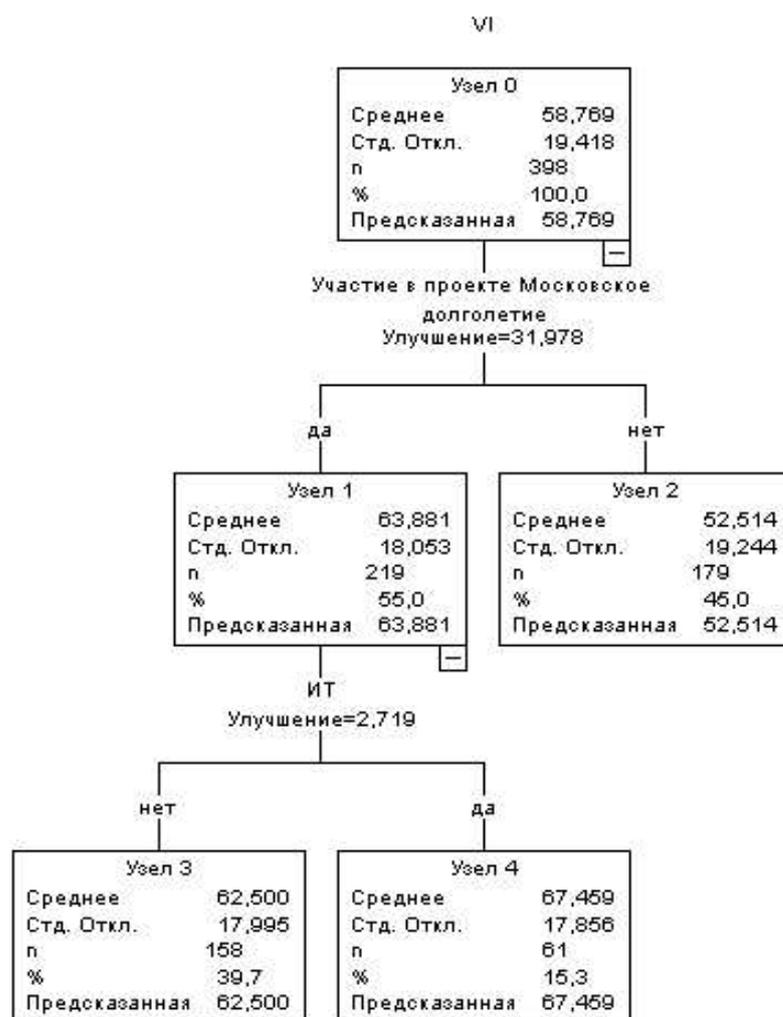 VI
Узел 0
Среднее 58,769
Стд. Откл. 19,418
n 398
% 100,0
Предсказанная 58,769
Участие в проекте Московское
долголетие
Улучшение=31,978
да
нет
Узел 1
Среднее 63,881
Стд. Откл. 18,053
n 219
% 55,0
Предсказанная 63,881
Узел 2
Среднее 52,514
Стд. Откл. 19,244
n 179
% 45,0
Предсказанная 52,514
ИТ
Улучшение=2,719
нет
да
Узел 3
Среднее 62,500
Стд. Откл. 17,995
n 158
% 39,7
Предсказанная 62,500
Узел 4
Среднее 67,459
Стд. Откл. 17,856
n 61
% 15,3
Предсказанная 67,459